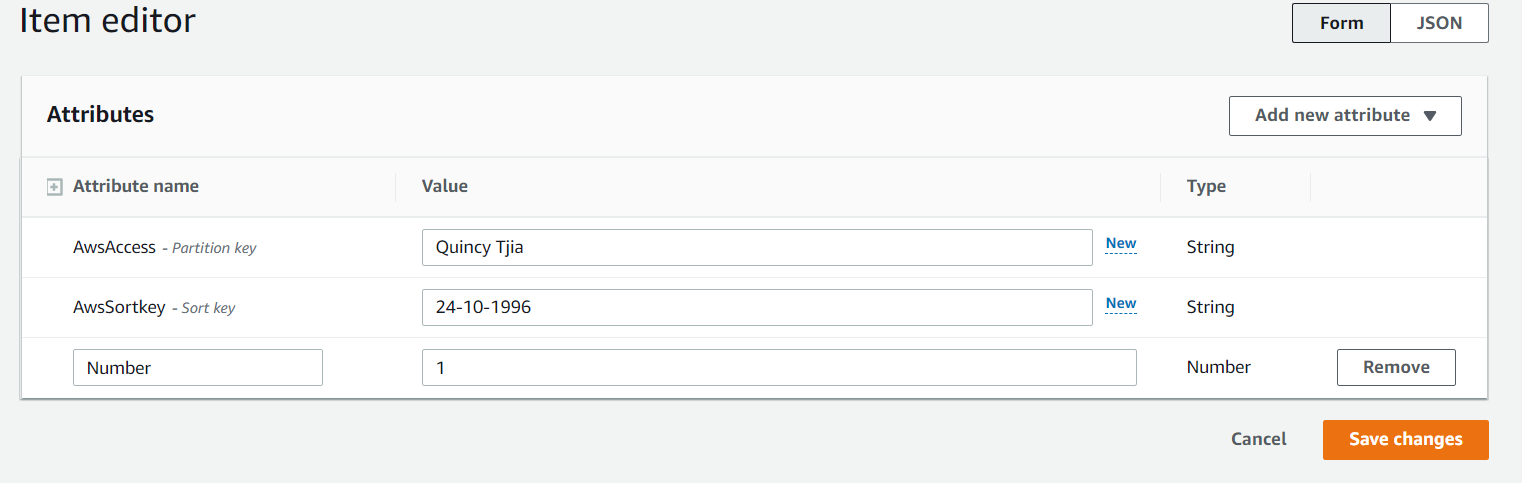 Item editor
Form JSON
Attributes
Add new attribute
Attribute name Value Type
AwsAccess - Partition key Quincy Tjia New String
AwsSortkey - Sort key 24-10-1996 New String
Number 1 Number Remove
Cancel Save changes